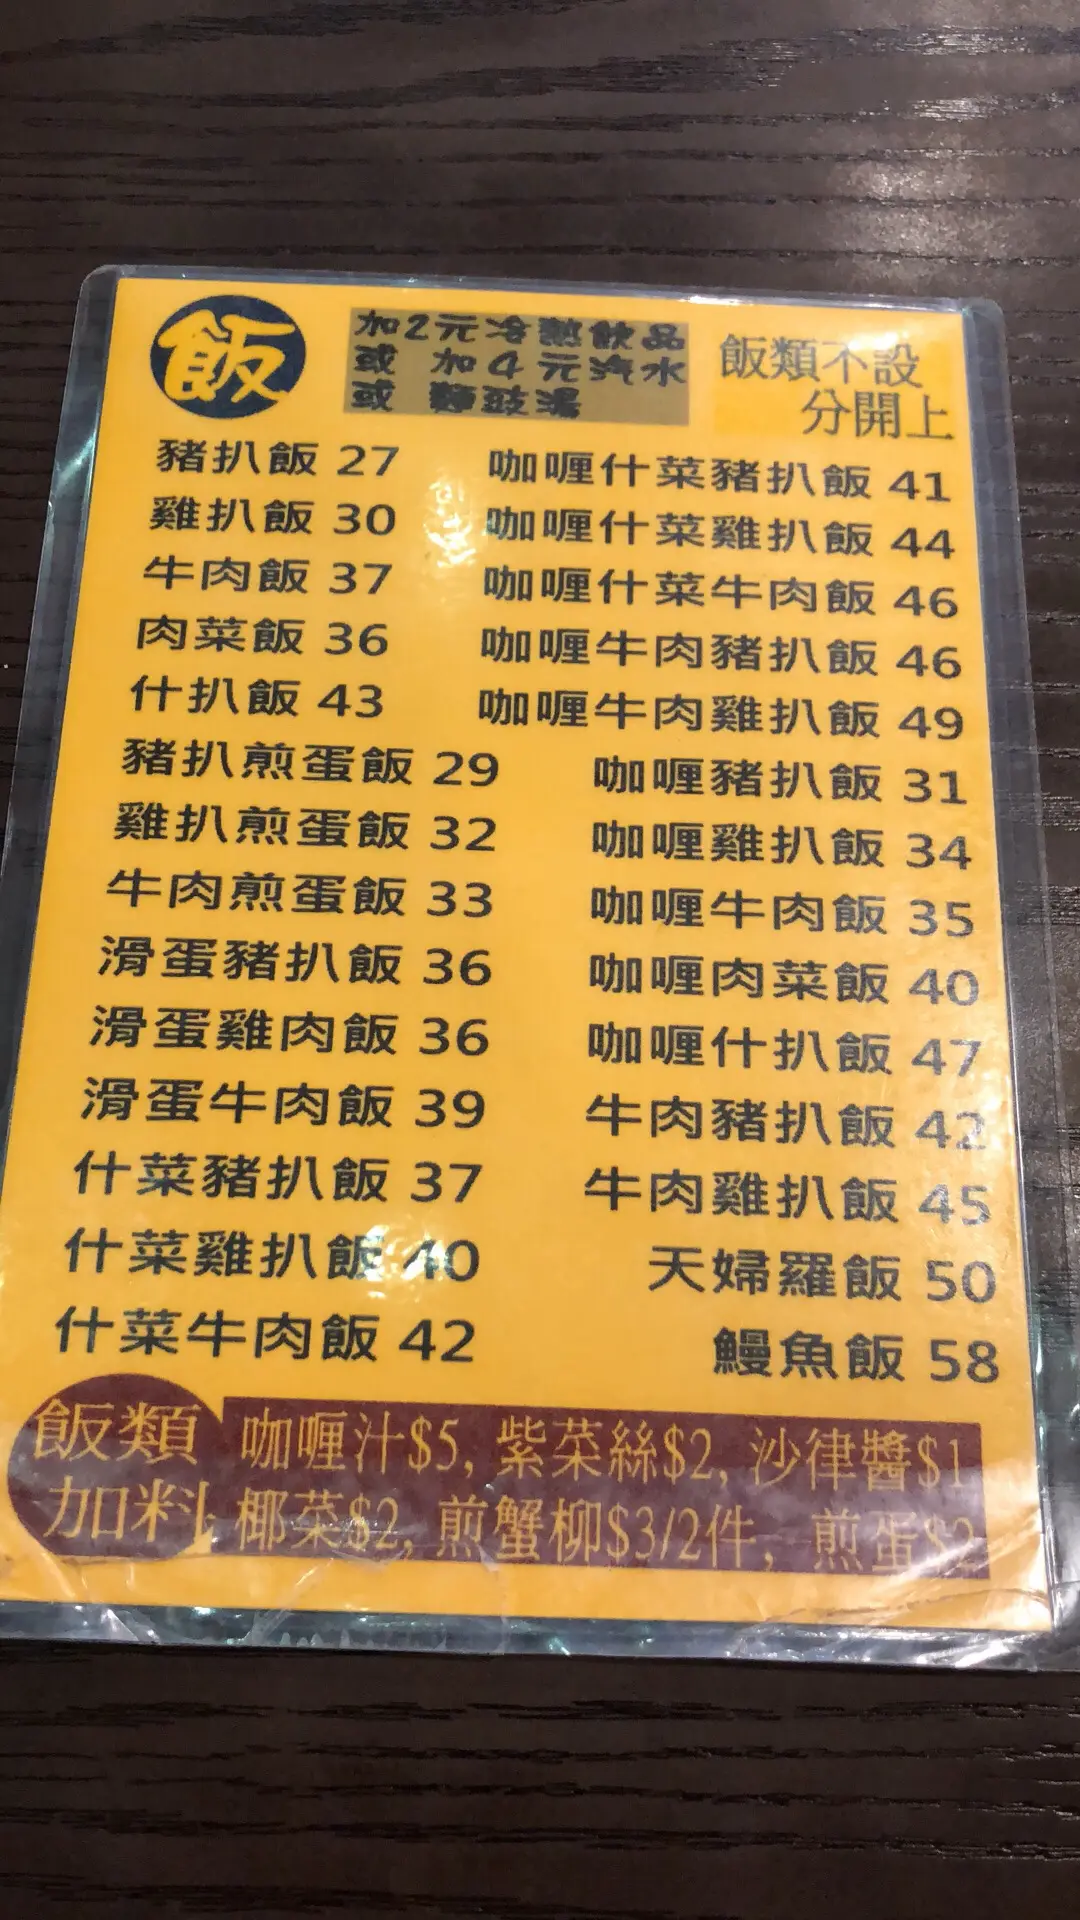 飯
加2元冷熱飲品
或 加4元汽水
或 麵豉湯
飯類不設
分開上
豬扒飯 27
雞扒飯 30
牛肉飯 37
肉菜飯 36
什扒飯 43
豬扒煎蛋飯 29
雞扒煎蛋飯 32
牛肉煎蛋飯 33
滑蛋豬扒飯 36
滑蛋雞肉飯 36
滑蛋牛肉飯 39
什菜豬扒飯 37
什菜雞扒飯 40
什菜牛肉飯 42
咖喱什菜豬扒飯 41
咖喱什菜雞扒飯 44
咖喱什菜牛肉飯 46
咖喱牛肉豬扒飯 46
咖喱牛肉雞扒飯 49
咖喱豬扒飯 31
咖喱雞扒飯 34
咖喱牛肉飯 35
咖喱肉菜飯 40
咖喱什扒飯 47
牛肉豬扒飯 42
牛肉雞扒飯 45
天婦羅飯 50
鰻魚飯 58
飯類
加料
咖喱汁$5, 紫菜絲$2, 沙律醬$1
椰菜$2, 煎蟹柳$3/2件, 煎蛋$2